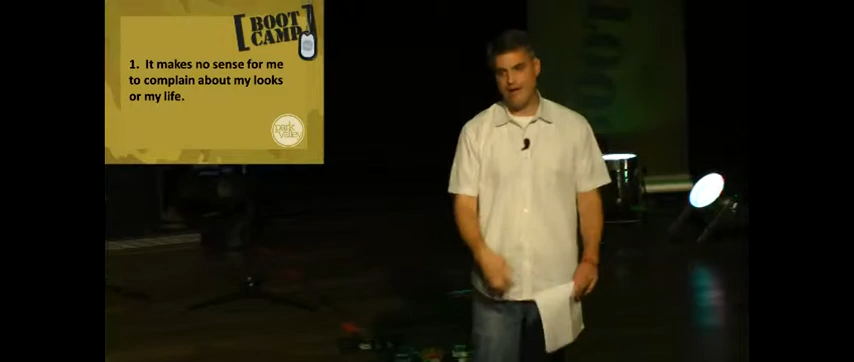 BOOT
CAMP
1. It makes no sense for me
to complain about my looks
or my life.
park
valley
BOOT